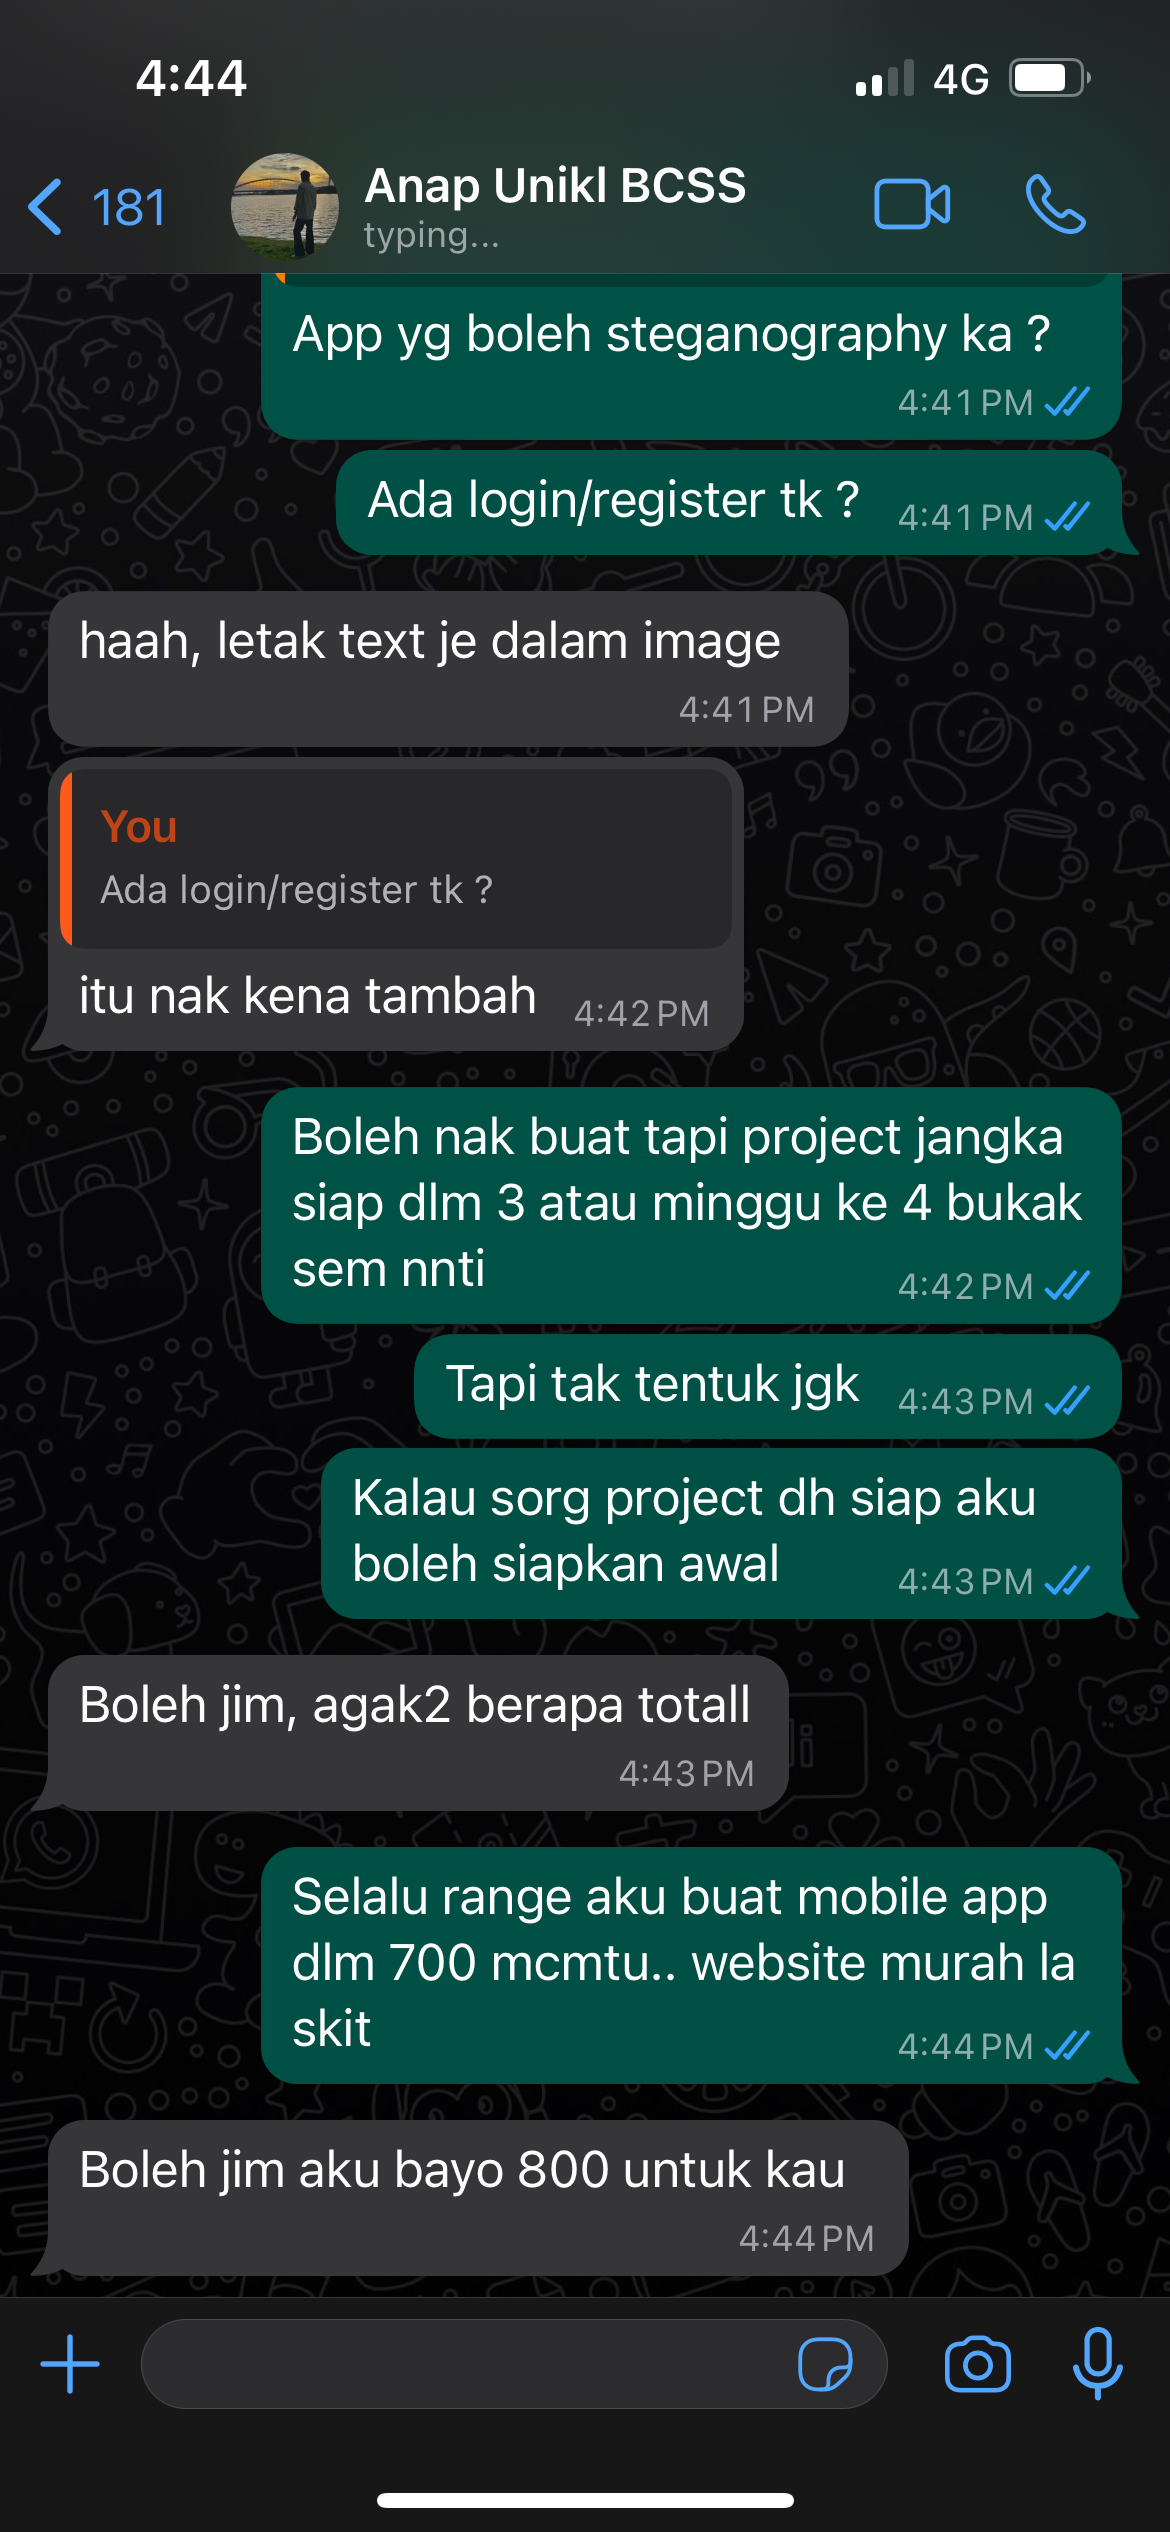 4:44
4G
181
Anap Unikl BCSS
typing...
App yg boleh steganography ka ?
4:41 PM
Ada login/register tk ?
4:41 PM
haah, letak text je dalam image
4:41 PM
You
Ada login/register tk ?
itu nak kena tambah
4:42 PM
Boleh nak buat tapi project jangka
siap dlm 3 atau minggu ke 4 bukak
sem nnti
4:42 PM
Tapi tak tentuk jgk
4:43 PM
Kalau sorg project dh siap aku
boleh siapkan awal
4:43 PM
Boleh jim, agak2 berapa totall
4:43 PM
Selalu range aku buat mobile app
dlm 700 mcmtu.. website murah la
skit
4:44 PM
Boleh jim aku bayo 800 untuk kau
4:44 PM